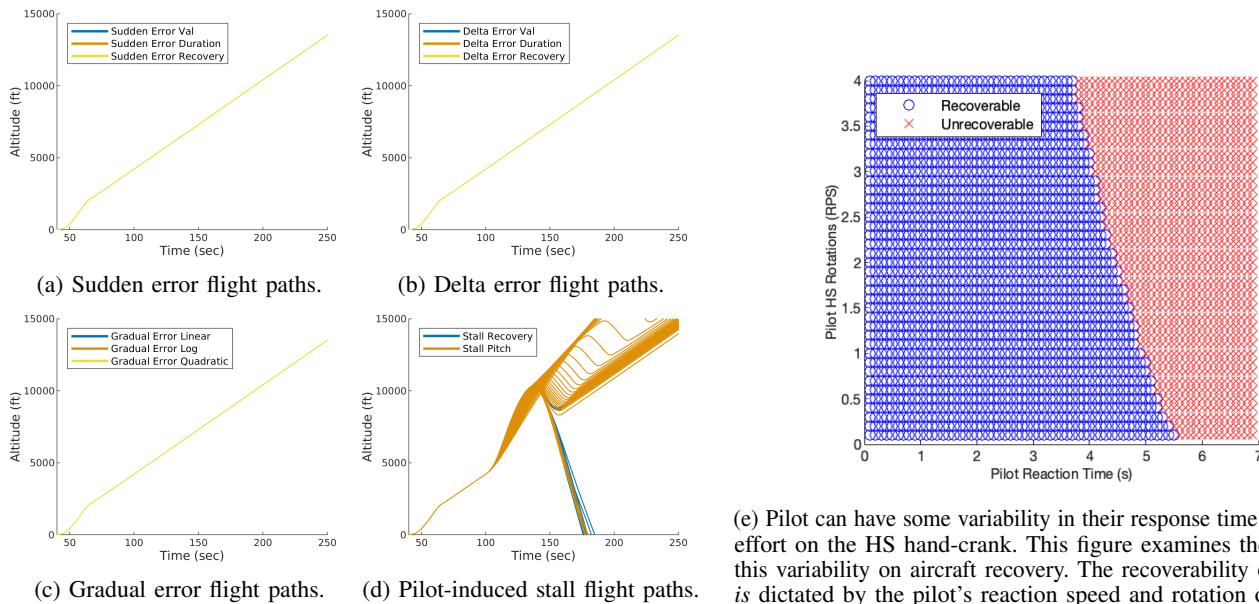 15000
10000
5000
0
Altitude (ft)
Sudden Error Val
Sudden Error Duration
Sudden Error Recovery
50 100 150 200 250
Time (sec)
(a) Sudden error flight paths.
15000
10000
5000
0
Altitude (ft)
Delta Error Val
Delta Error Duration
Delta Error Recovery
50 100 150 200 250
Time (sec)
(b) Delta error flight paths.
15000
10000
5000
0
Altitude (ft)
Gradual Error Linear
Gradual Error Log
Gradual Error Quadratic
50 100 150 200 250
Time (sec)
(c) Gradual error flight paths.
15000
10000
5000
0
Altitude (ft)
Stall Recovery
Stall Pitch
50 100 150 200 250
Time (sec)
(d) Pilot-induced stall flight paths.
4
3.5
3
2.5
2
1.5
1
0.5
0
Pilot HS Rotations (RPS)
Recoverable
Unrecoverable
0 1 2 3 4 5 6 7
Pilot Reaction Time (s)
(e) Pilot can have some variability in their response time
effort on the HS hand-crank. This figure examines the
this variability on aircraft recovery. The recoverability
is dictated by the pilot's reaction speed and rotation